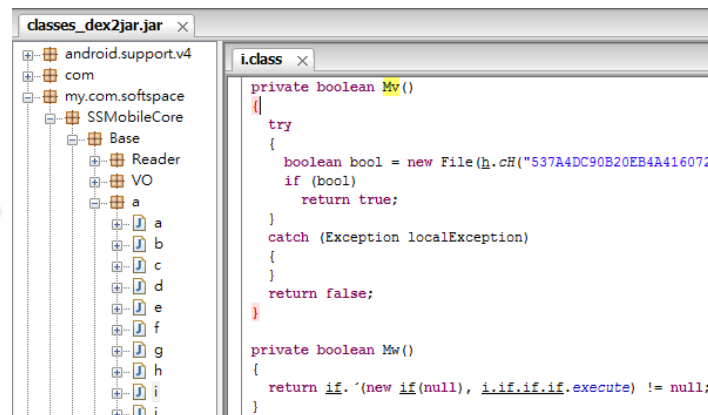 classes_dex2jar.jar ×
android.support.v4
com
my.com.softspace
SSMobileCore
Base
Reader
VO
a
a
b
c
d
e
f
g
h
i
i.class ×
private boolean Mv()
{
try
{
boolean bool = new File(h.cH("537A4DC90B20EB4A416072
if (bool)
return true;
}
catch (Exception localException)
{
}
return false;
}
private boolean Mw()
{
return if.´(new if(null), i.if.if.if.execute) != null;
}